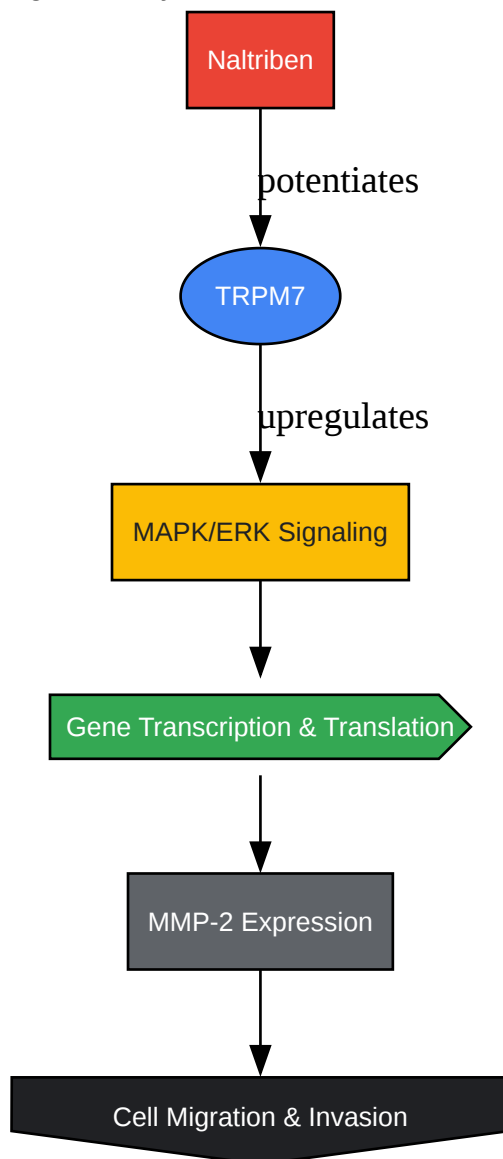 Naltriben
potentiates
TRPM7
upregulates
MAPK/ERK Signaling
Gene Transcription & Translation
MMP-2 Expression
Cell Migration & Invasion